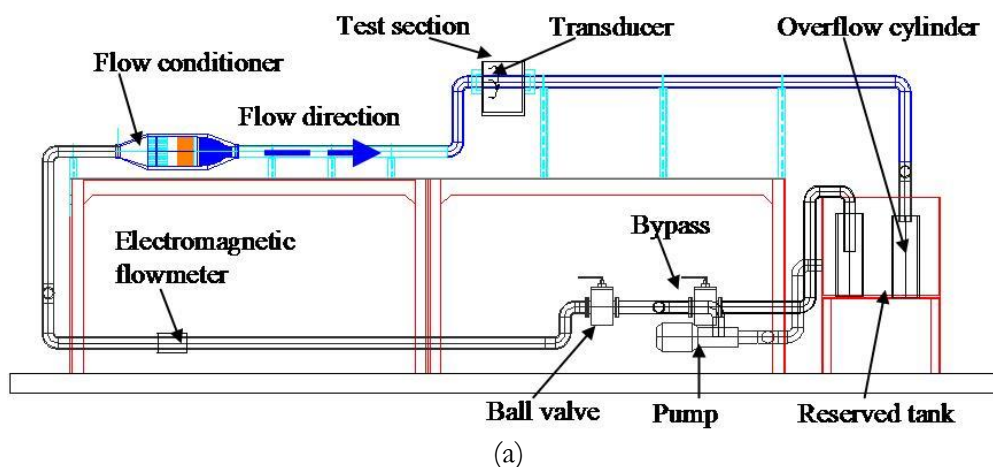 Test section
Transducer
Overflow cylinder
Flow conditioner
Flow direction
Electromagnetic
flowmeter
Bypass
Ball valve
Pump
Reserved tank
(a)